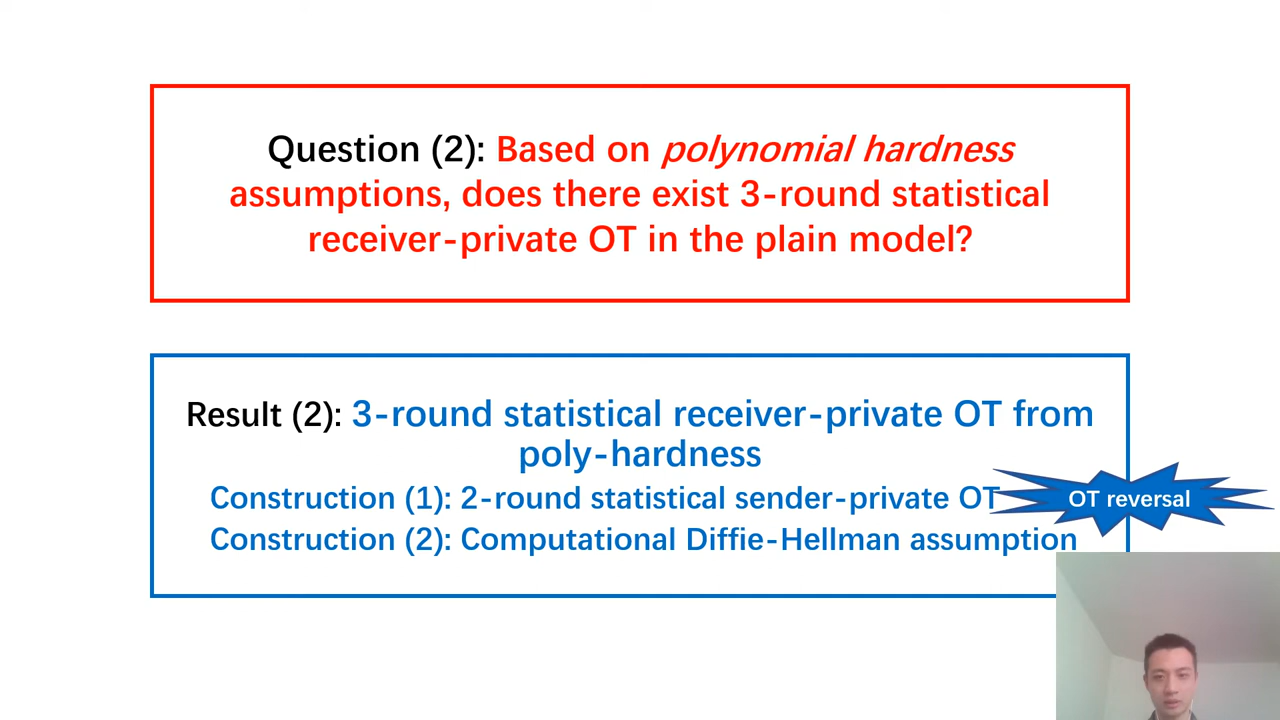 Question (2): Based on polynomial hardness
assumptions, does there exist 3-round statistical
receiver-private OT in the plain model?
Result (2): 3-round statistical receiver-private OT from
poly-hardness
Construction (1): 2-round statistical sender-private OT
OT reversal
Construction (2): Computational Diffie-Hellman assumption